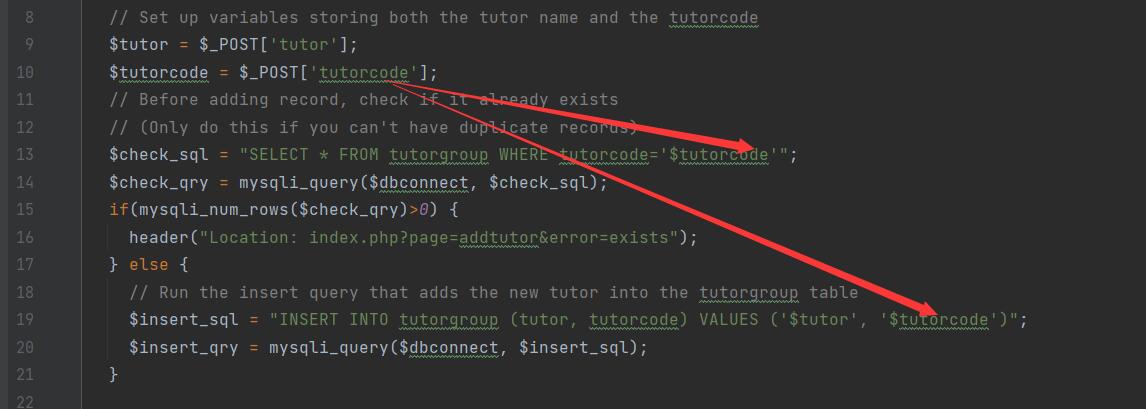 8 // Set up variables storing both the tutor name and the tutorcode
9 $tutor = $_POST['tutor'];
10 $tutorcode = $_POST['tutorcode'];
11 // Before adding record, check if it already exists
12 // (Only do this if you can't have duplicate records)
13 $check_sql = "SELECT * FROM tutorgroup WHERE tutorcode='$tutorcode'";
14 $check_qry = mysqli_query($dbconnect, $check_sql);
15 if(mysqli_num_rows($check_qry)>0) {
16 header("Location: index.php?page=addtutor&error=exists");
17 } else {
18 // Run the insert query that adds the new tutor into the tutorgroup table
19 $insert_sql = "INSERT INTO tutorgroup (tutor, tutorcode) VALUES ('$tutor', '$tutorcode')";
20 $insert_qry = mysqli_query($dbconnect, $insert_sql);
21 }
22